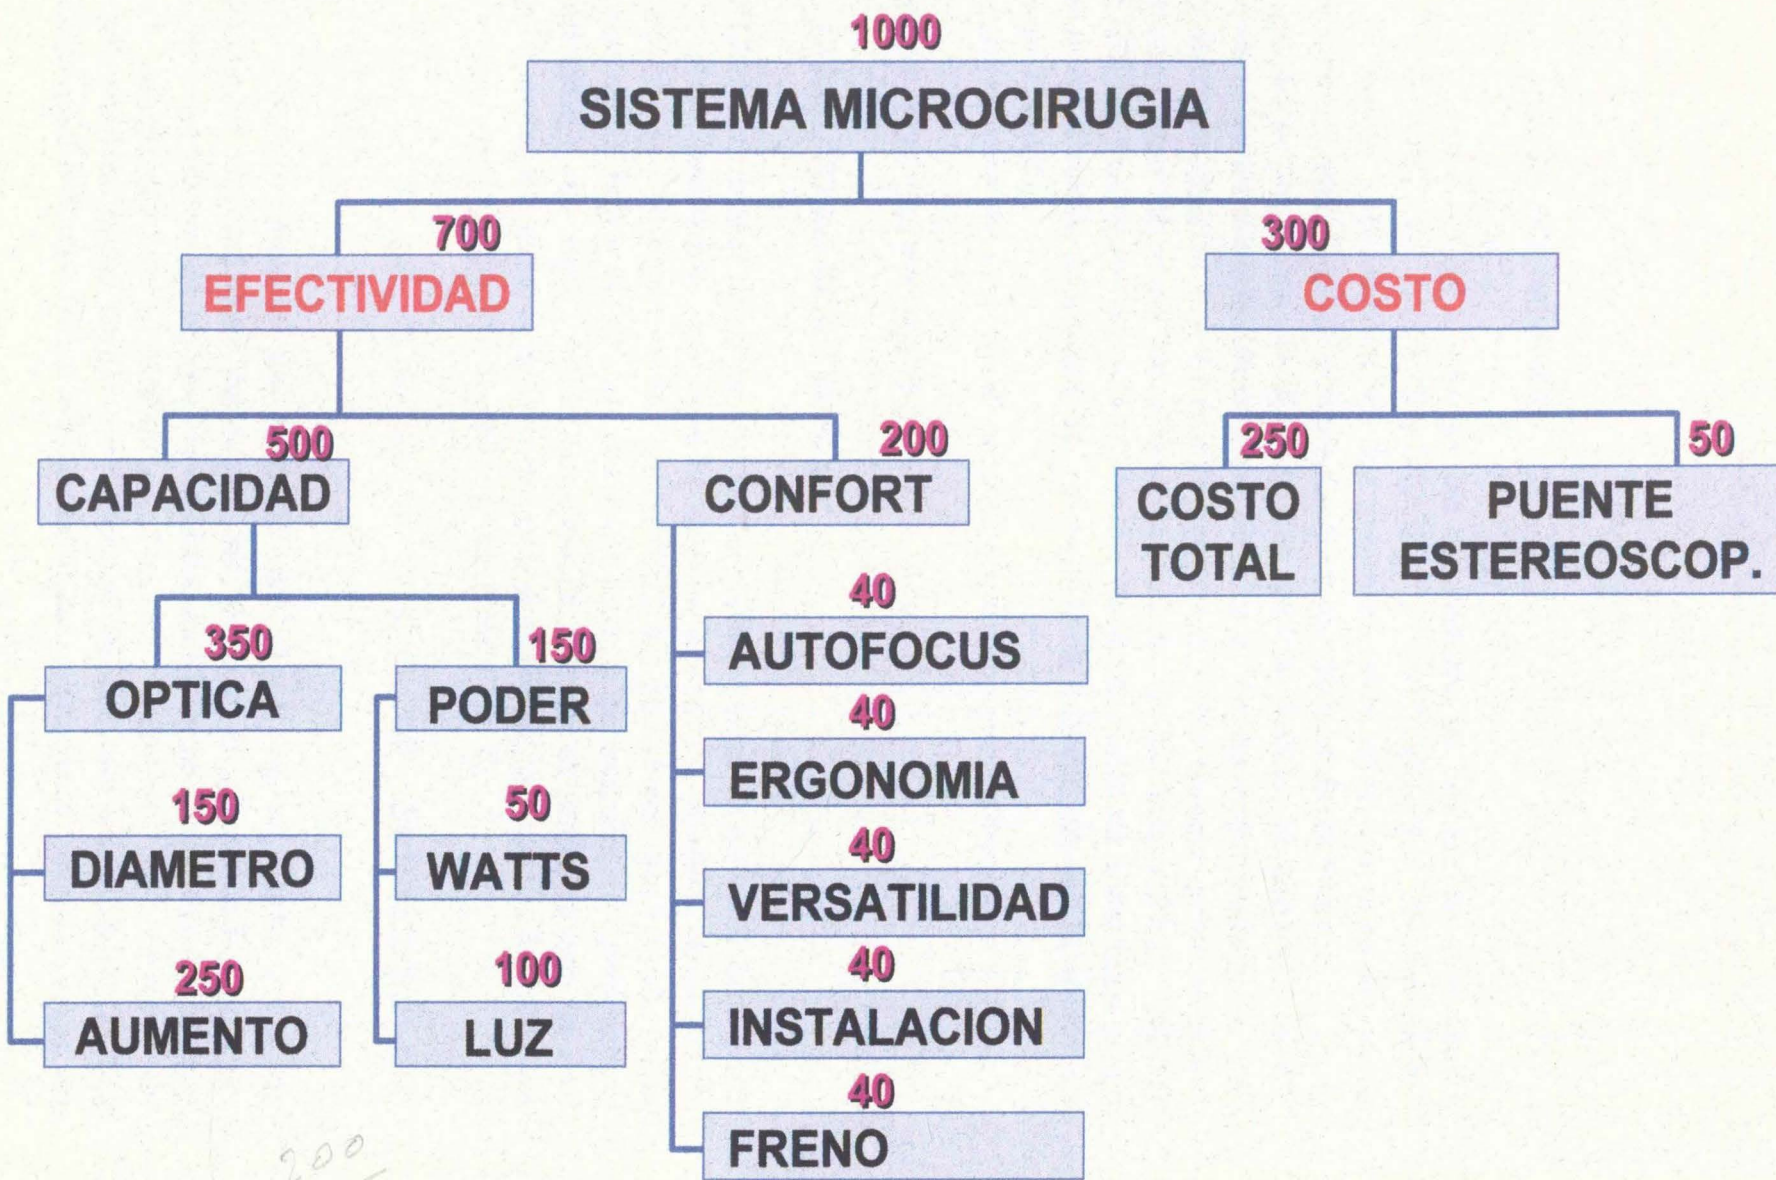 1000
SISTEMA MICROCIRUGIA
700
EFECTIVIDAD
300
COSTO
500
CAPACIDAD
200
CONFORT
250
COSTO
TOTAL
50
PUENTE
ESTEREOSCOP.
350
OPTICA
150
PODER
150
DIAMETRO
50
WATTS
250
AUMENTO
100
LUZ
40
AUTOFOCUS
40
ERGONOMIA
40
VERSATILIDAD
40
INSTALACION
40
FRENO
200